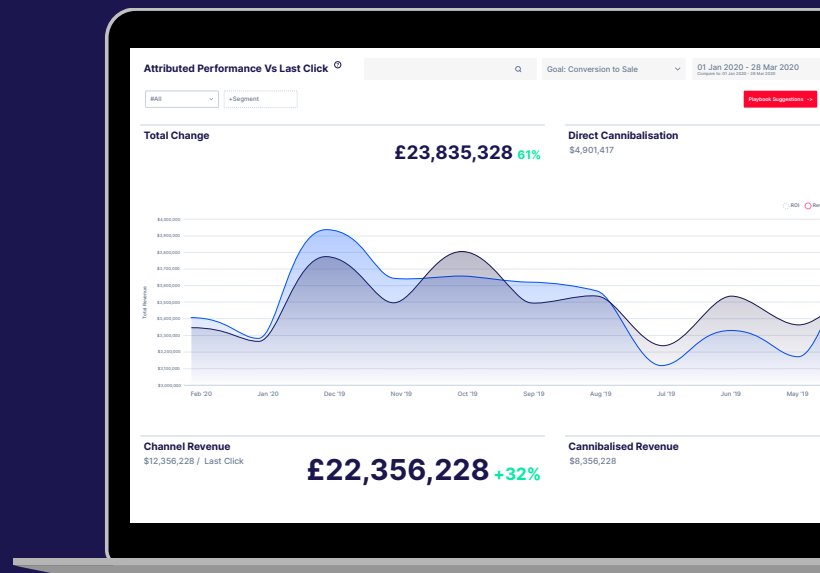 Attributed Performance Vs Last Click ?
Goal: Conversion to Sale
01 Jan 2020 - 28 Mar 2020
#All
+Segment
Playbook Suggestions →
Total Change
£23,835,328 61%
Direct Cannibalisation
$4,901,417
ROI
Total Revenue
Feb '20 Jan '20 Dec '19 Nov '19 Oct '19 Sep '19 Aug '19 Jul '19 Jun '19 May '19
Channel Revenue
$12,356,228 / Last Click
£22,356,228 +32%
Cannibalised Revenue
$8,356,228